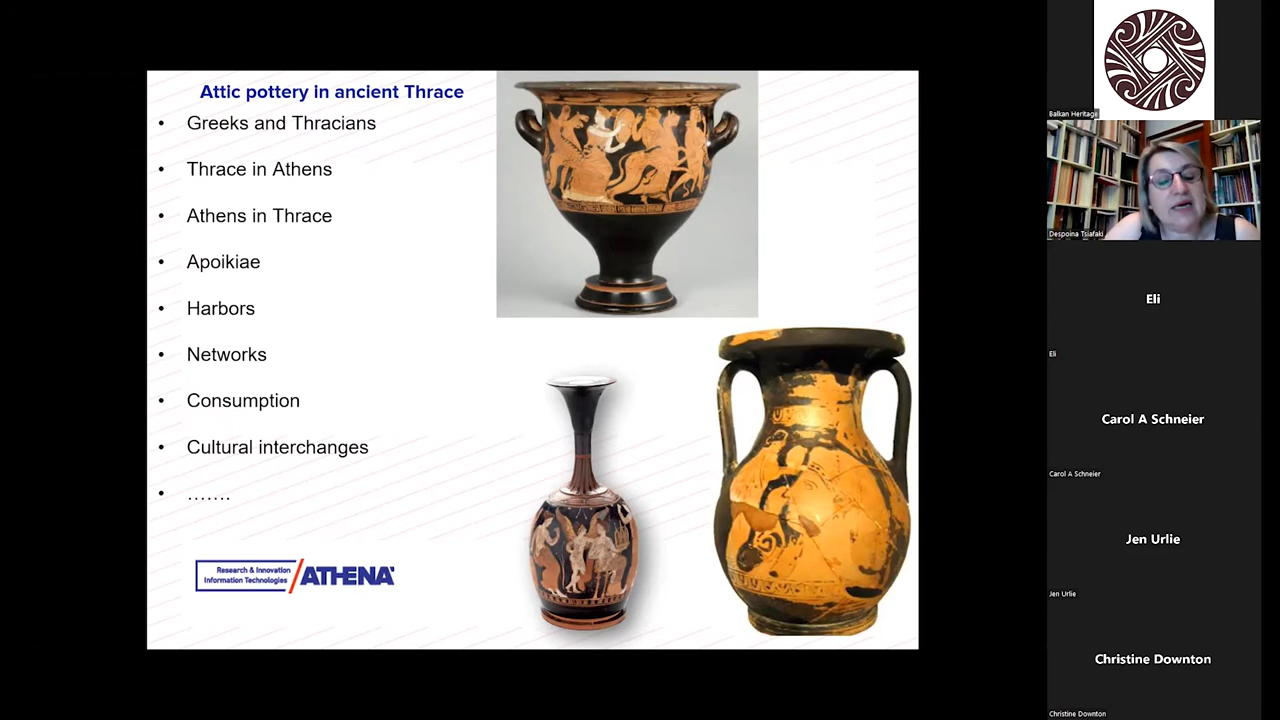 Attic pottery in ancient Thrace
• Greeks and Thracians
• Thrace in Athens
• Athens in Thrace
• Apoikiae
• Harbors
• Networks
• Consumption
• Cultural interchanges
• …….
Research & Innovation
Information Technologies
ATHENA
Balkan Heritage
Despoina Tsiafaki
Eli
Eli
Carol A Schneier
Carol A Schneier
Jen Urlie
Jen Urlie
Christine Downton
Christine Downton